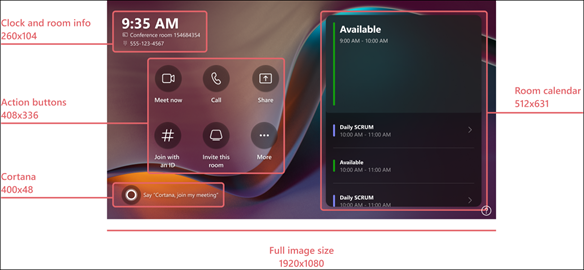 Clock and room info
260x104
9:35 AM
Conference room 154684354
555-123-4567
Action buttons
408x336
Meet now
Call
Share
Join with
an ID
Invite this
room
More
Cortana
400x48
Say "Cortana, join my meeting"
Available
9:00 AM - 10:00 AM
Daily SCRUM
10:00 AM - 11:00 AM
Available
10:00 AM - 11:00 AM
Daily SCRUM
10:00 AM - 11:00 AM
Room calendar
512x631
Full image size
1920x1080